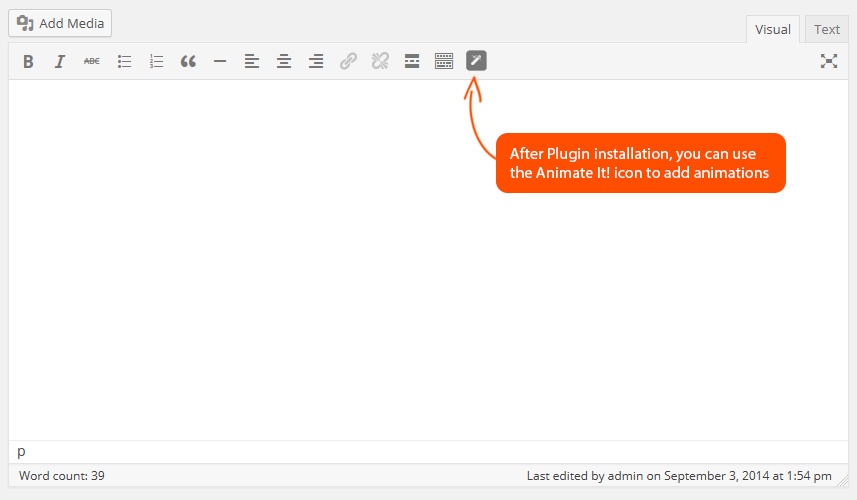 Add Media
Visual
Text
B I ABC
After Plugin installation, you can use
the Animate It! icon to add animations
p
Word count: 39
Last edited by admin on September 3, 2014 at 1:54 pm